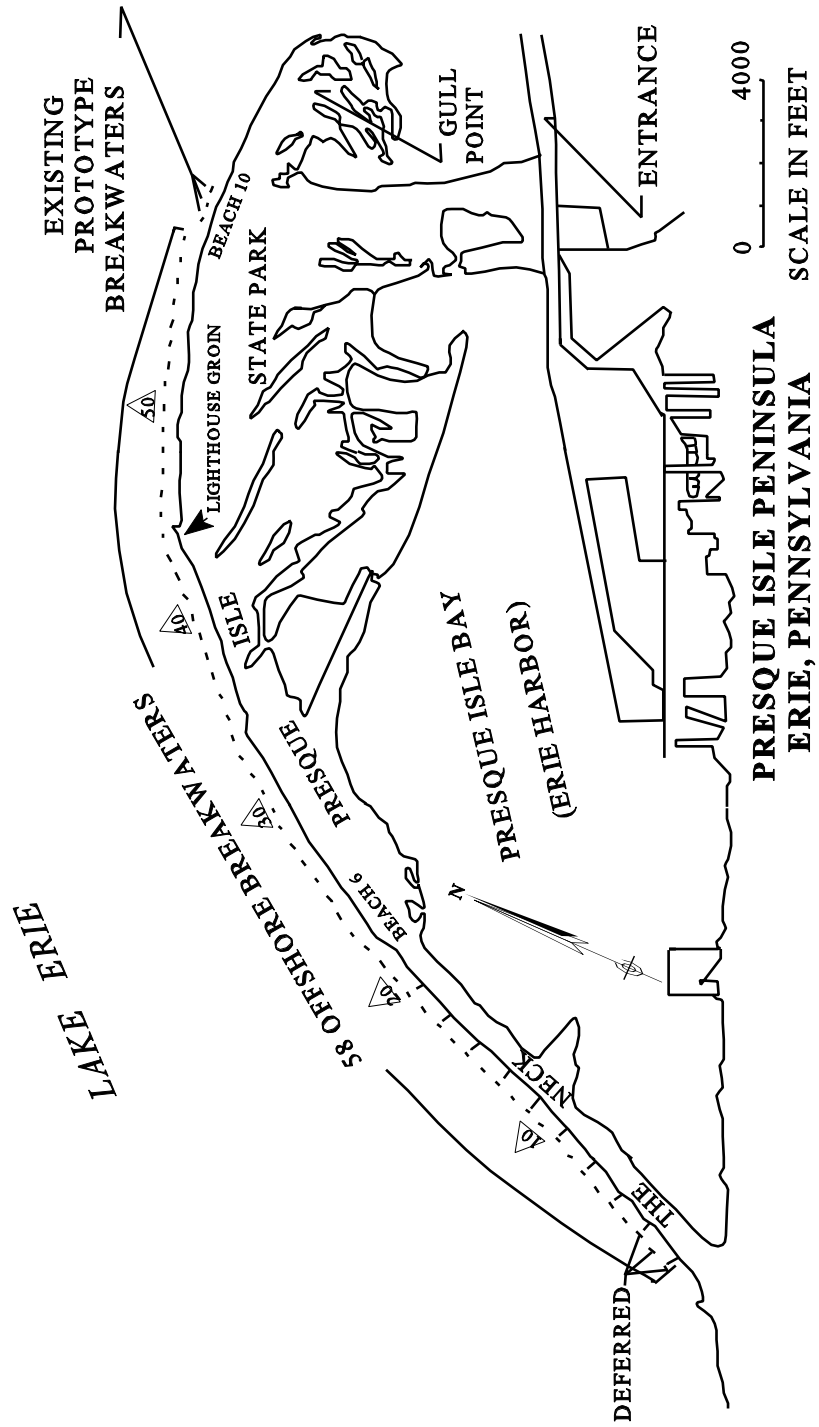 EXISTING
PROTOTYPE
BREAKWATERS
LAKE ERIE
58 OFFSHORE BREAKWATERS
50
40
30
20
10
BEACH 10
STATE PARK
LIGHTHOUSE GROIN
ISLE
PRESQUE
BEACH 6
NECK
THE
DEFERRED
GULL
POINT
PRESQUE ISLE BAY
(ERIE HARBOR)
N
ENTRANCE
0 4000
SCALE IN FEET
PRESQUE ISLE PENINSULA
ERIE, PENNSYLVANIA